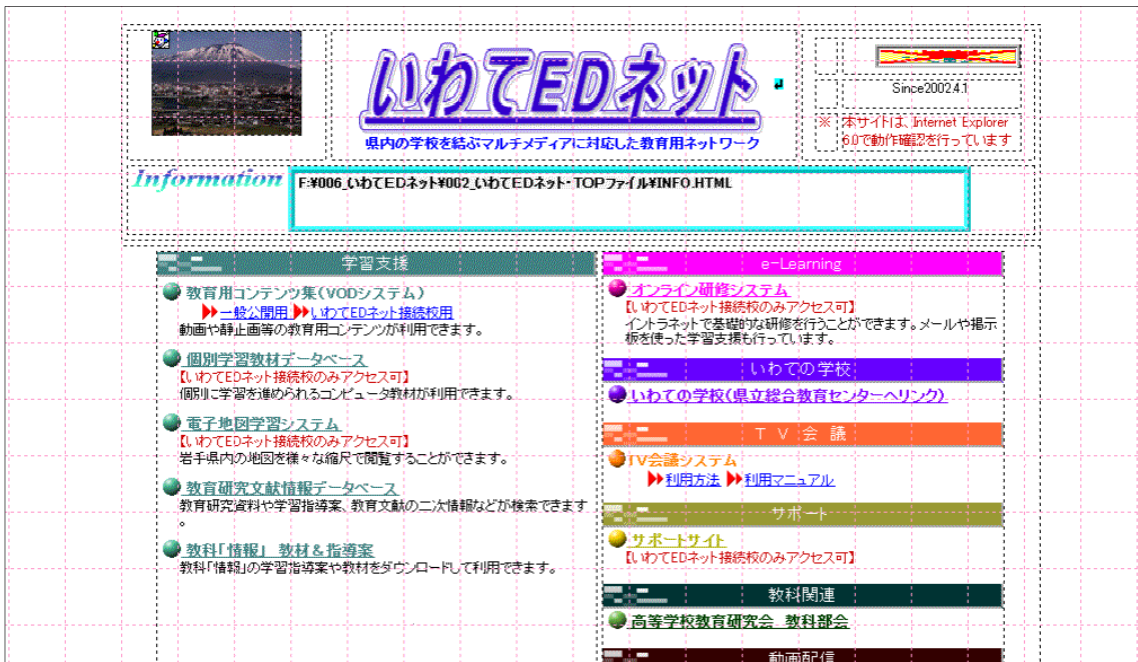 いわてEDネット
県内の学校を結ぶマルチメディアに対応した教育用ネットワーク
Since2002.4.1
※ 本サイトは、Internet Explorer
6.0で動作確認を行っています
Information
F:¥006_いわてEDネット¥002_いわてEDネット・TOPファイル¥INFO.HTML
学習支援
教育用コンテンツ集(VODシステム)
一般公開用 いわてEDネット接続校用
動画や静止画等の教育用コンテンツが利用できます。
個別学習教材データベース
【いわてEDネット接続校のみアクセス可】
個別に学習を進められるコンピュータ教材が利用できます。
電子地図学習システム
【いわてEDネット接続校のみアクセス可】
岩手県内の地図を様々な縮尺で閲覧することができます。
教育研究文献情報データベース
教育研究資料や学習指導案、教育文献の二次情報などが検索できます
。
教科「情報」 教材＆指導案
教科「情報」の学習指導案や教材をダウンロードして利用できます。
e-Learning
オンライン研修システム
【いわてEDネット接続校のみアクセス可】
イントラネットで基礎的な研修を行うことができます。メールや掲示
板を使った学習支援も行っています。
いわての学校
いわての学校(県立総合教育センターへリンク)
ＴＶ会議
TV会議システム
利用方法 利用マニュアル
サポート
サポートサイト
【いわてEDネット接続校のみアクセス可】
教科関連
高等学校教育研究会 教科部会
動画配信